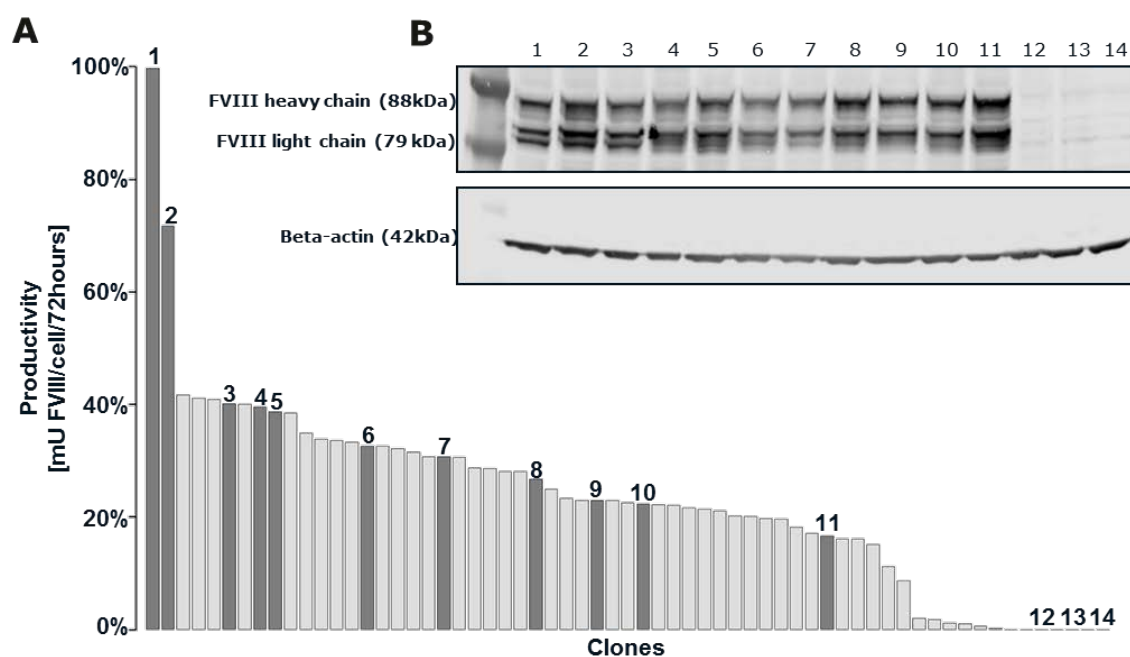 A
B
1 2 3 4 5 6 7 8 9 10 11 12 13 14
FVIII heavy chain (88kDa)
FVIII light chain (79 kDa)
Beta-actin (42kDa)
Productivity
[mU FVIII/cell/72hours]
100%
80%
60%
40%
20%
0%
1
2
3 4 5
6
7
8
9
10
11
12 13 14
Clones